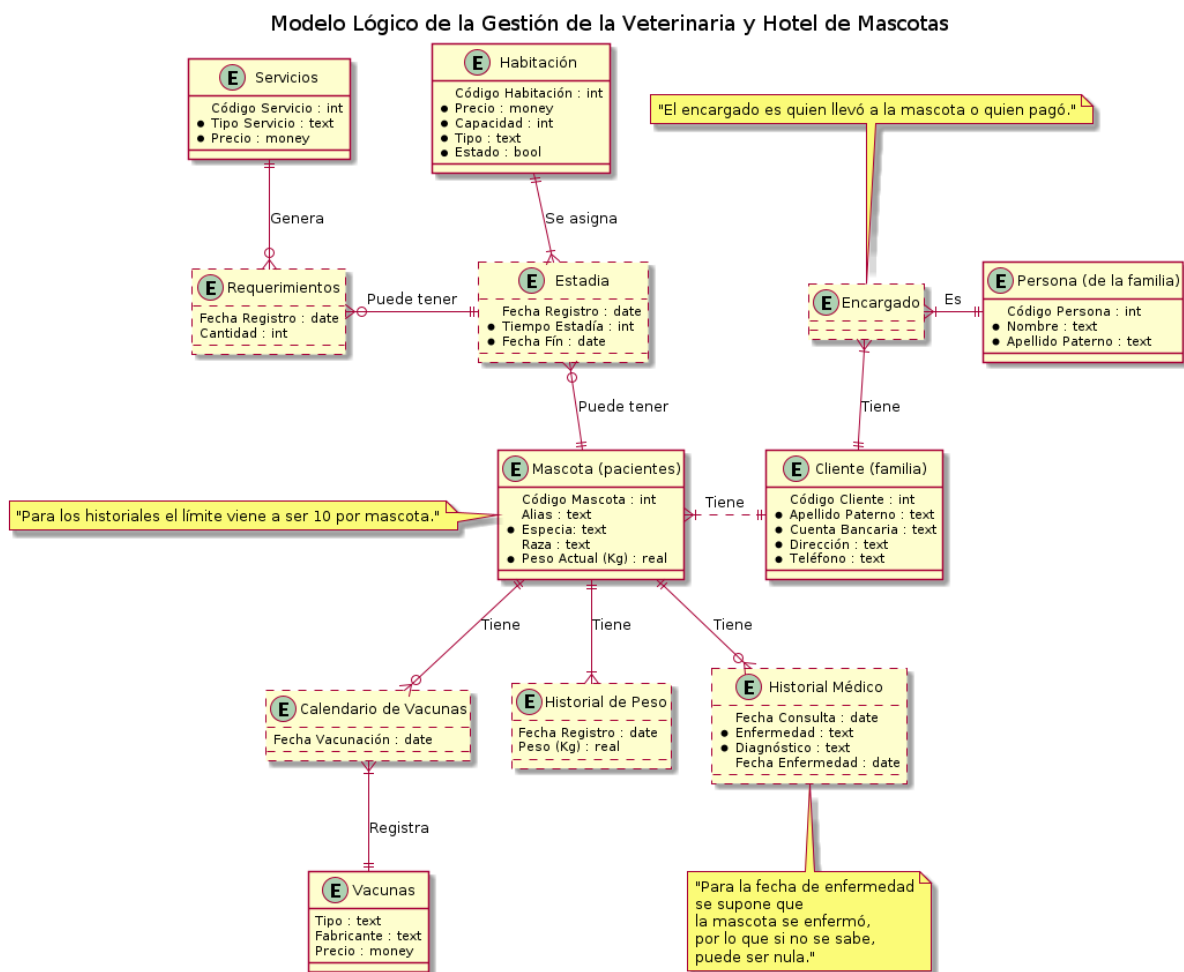 Modelo Lógico de la Gestión de la Veterinaria y Hotel de Mascotas
E Servicios
Código Servicio : int
Tipo Servicio : text
Precio : money
E Habitación
Código Habitación : int
Precio : money
Capacidad : int
Tipo : text
Estado : bool
"El encargado es quien llevó a la mascota o quien pagó."
Genera
Se asigna
E Requerimientos
Fecha Registro : date
Cantidad : int
Puede tener
E Estadia
Fecha Registro : date
Tiempo Estadía : int
Fecha Fín : date
E Encargado
Es
E Persona (de la familia)
Código Persona : int
Nombre : text
Apellido Paterno : text
Puede tener
Tiene
"Para los historiales el límite viene a ser 10 por mascota."
E Mascota (pacientes)
Código Mascota : int
Alias : text
Especia: text
Raza : text
Peso Actual (Kg) : real
Tiene
E Cliente (familia)
Código Cliente : int
Apellido Paterno : text
Cuenta Bancaria : text
Dirección : text
Teléfono : text
Tiene
Tiene
Tiene
E Calendario de Vacunas
Fecha Vacunación : date
E Historial de Peso
Fecha Registro : date
Peso (Kg) : real
E Historial Médico
Fecha Consulta : date
Enfermedad : text
Diagnóstico : text
Fecha Enfermedad : date
Registra
E Vacunas
Tipo : text
Fabricante : text
Precio : money
"Para la fecha de enfermedad
se supone que
la mascota se enfermó,
por lo que si no se sabe,
puede ser nula."